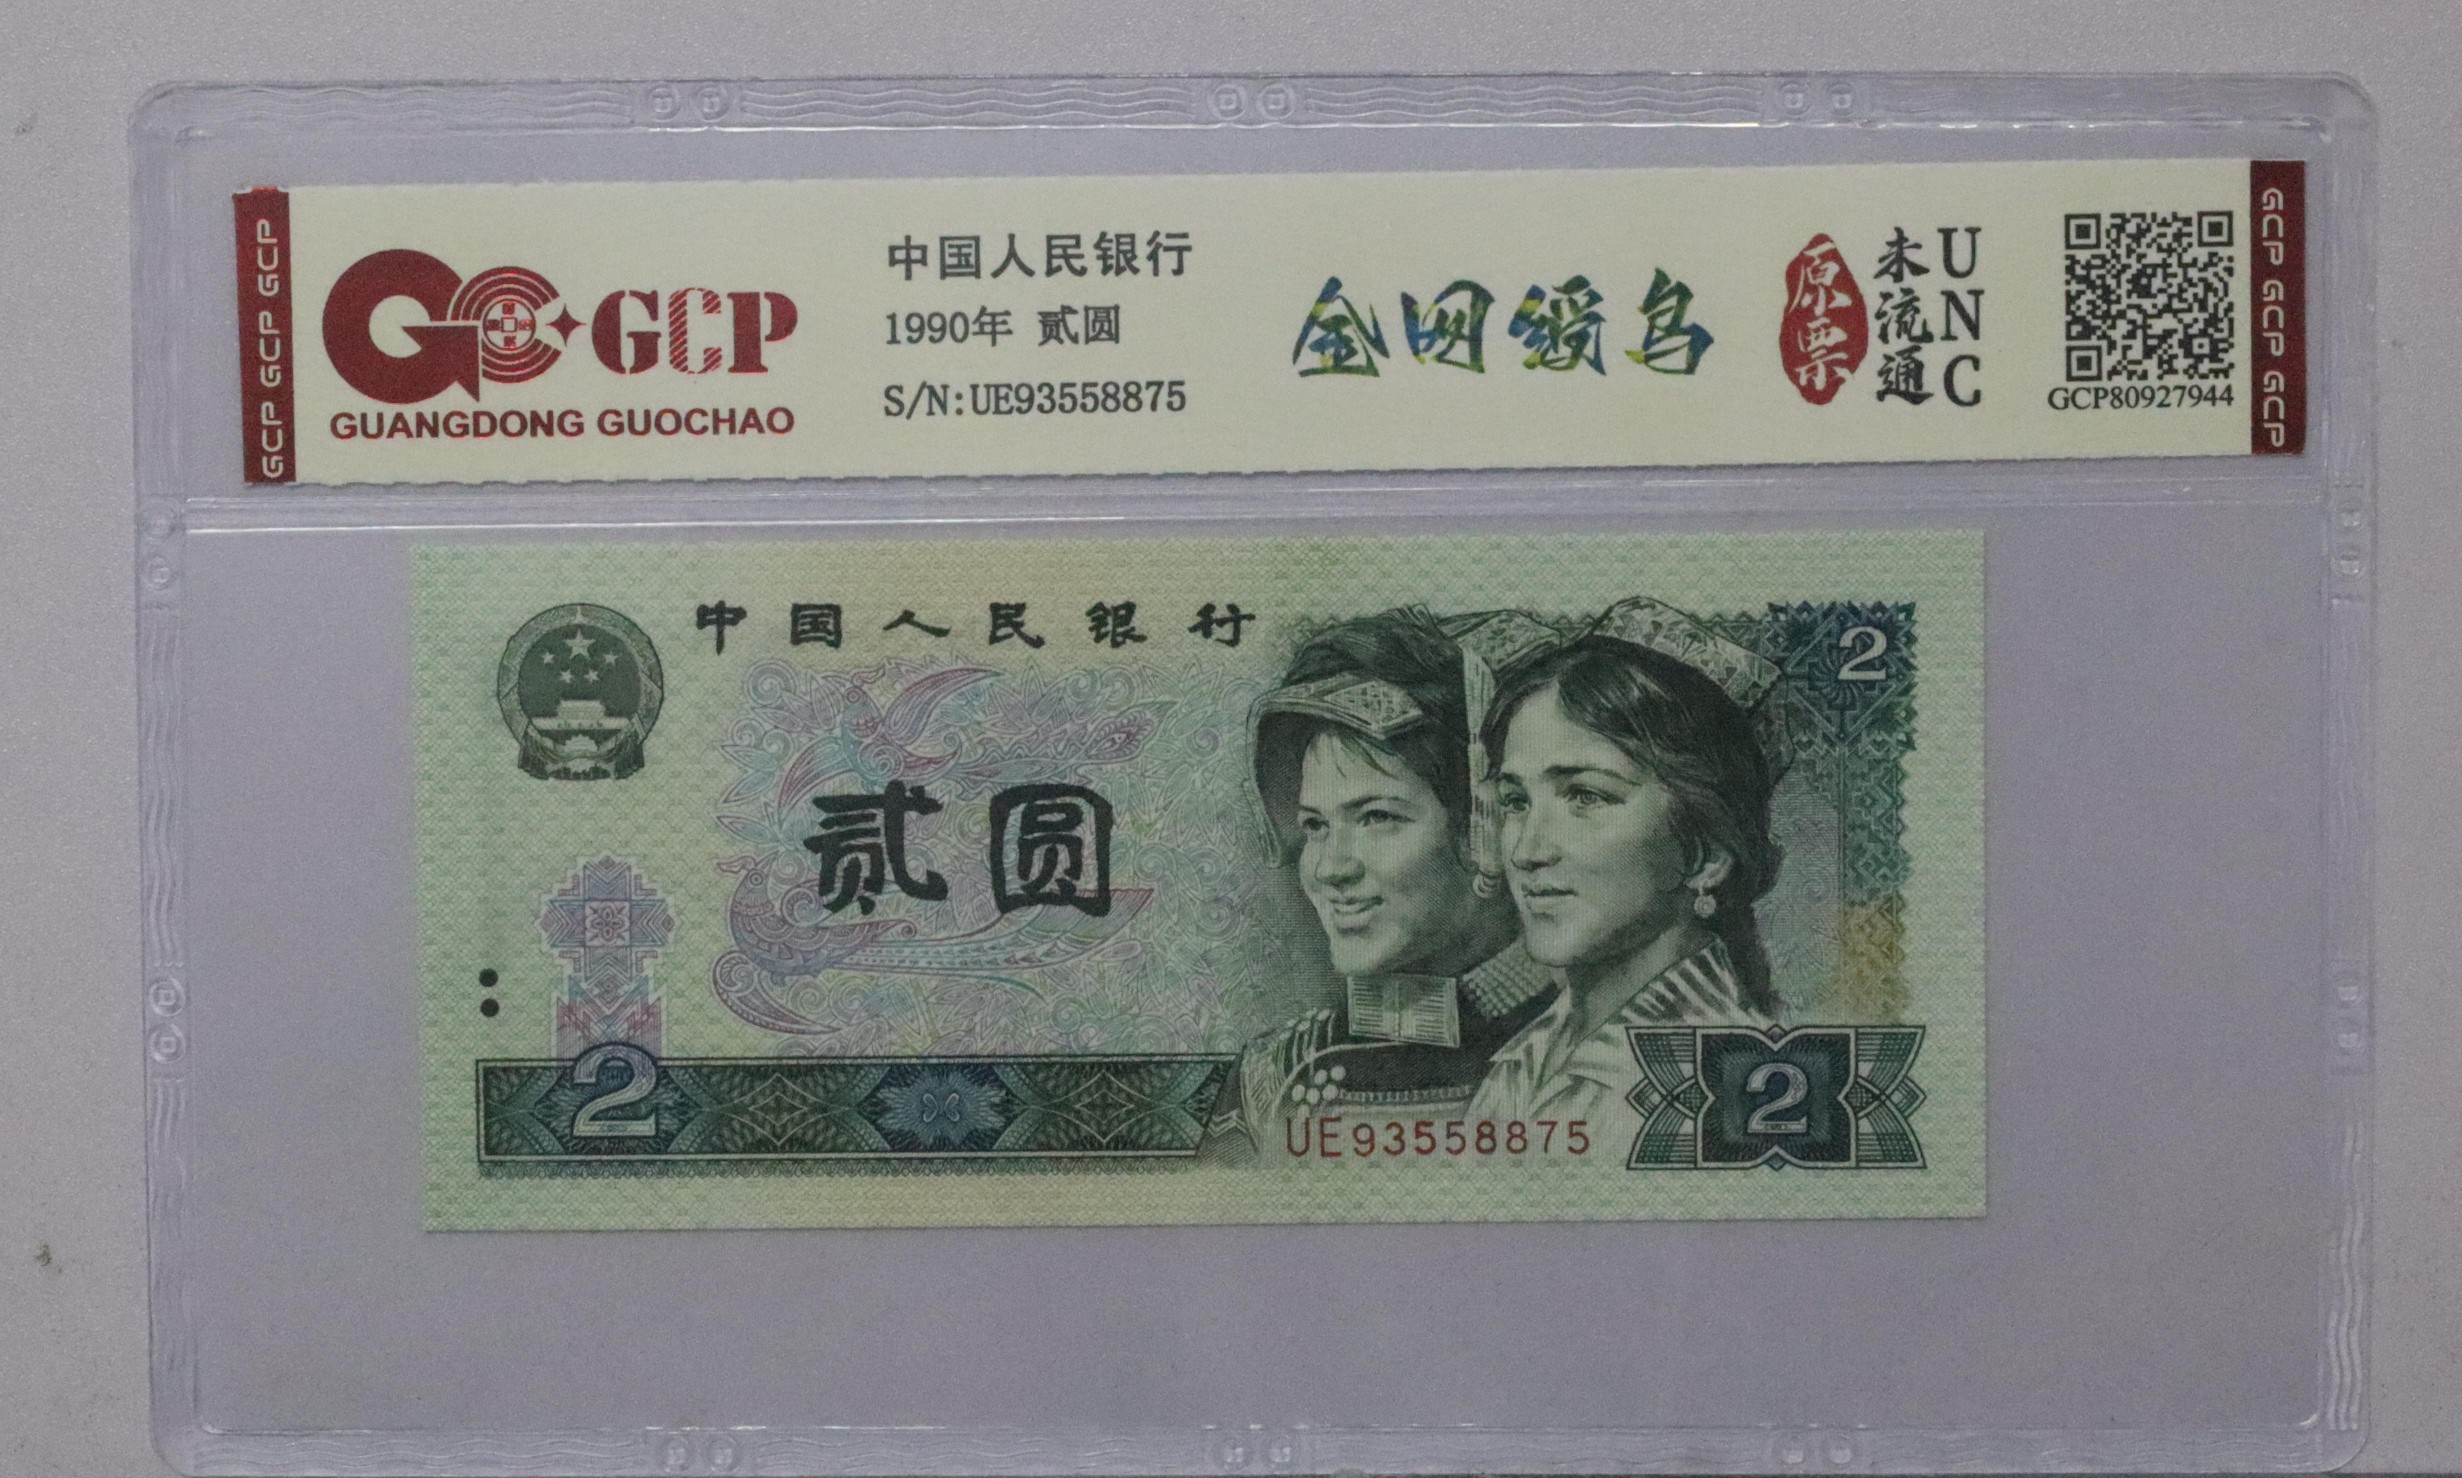 GCP GCP GCP
GCP
GUANGDONG GUOCHAO
中国人民银行
1990年 贰圆
S/N:UE93558875
金网绶鸟
原票
未流通
UNC
GCP80927944
GCP GCP GCP
中国人民银行
2
贰圆
2
UE93558875
2